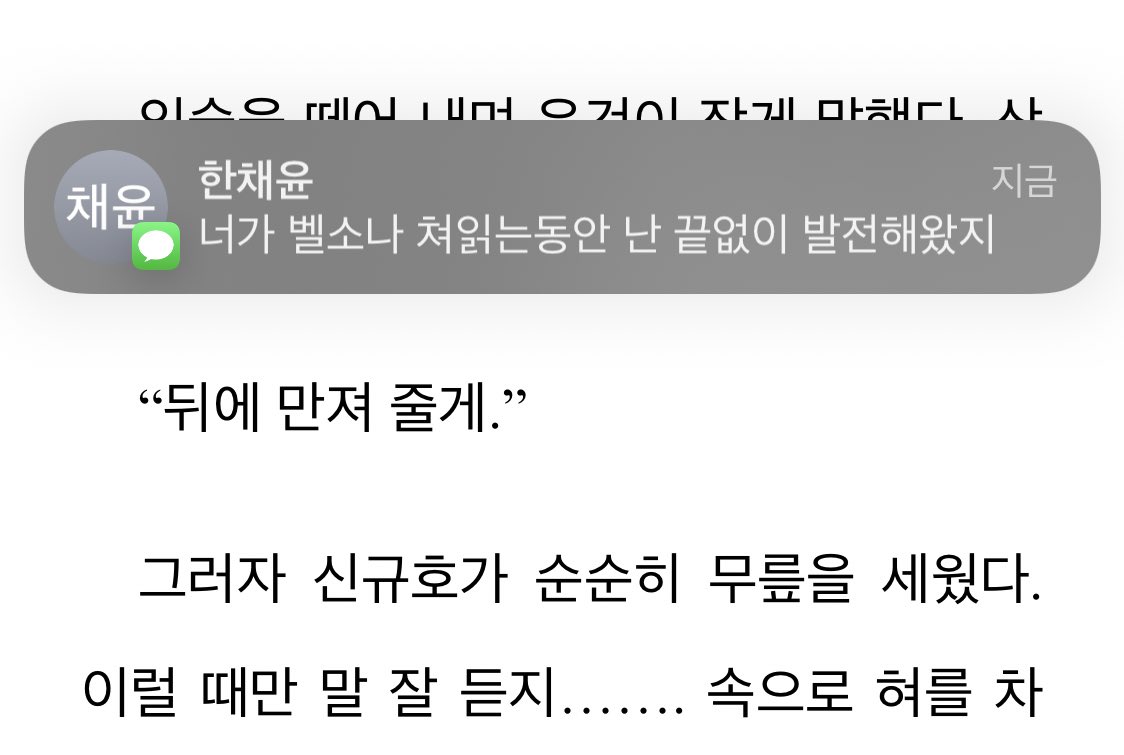 채윤
한채윤
지금
너가 벨소나 쳐읽는동안 난 끝없이 발전해왔지
“뒤에 만져 줄게.”
그러자 신규호가 순순히 무릎을 세웠다.
이럴 때만 말 잘 듣지……. 속으로 혀를 차